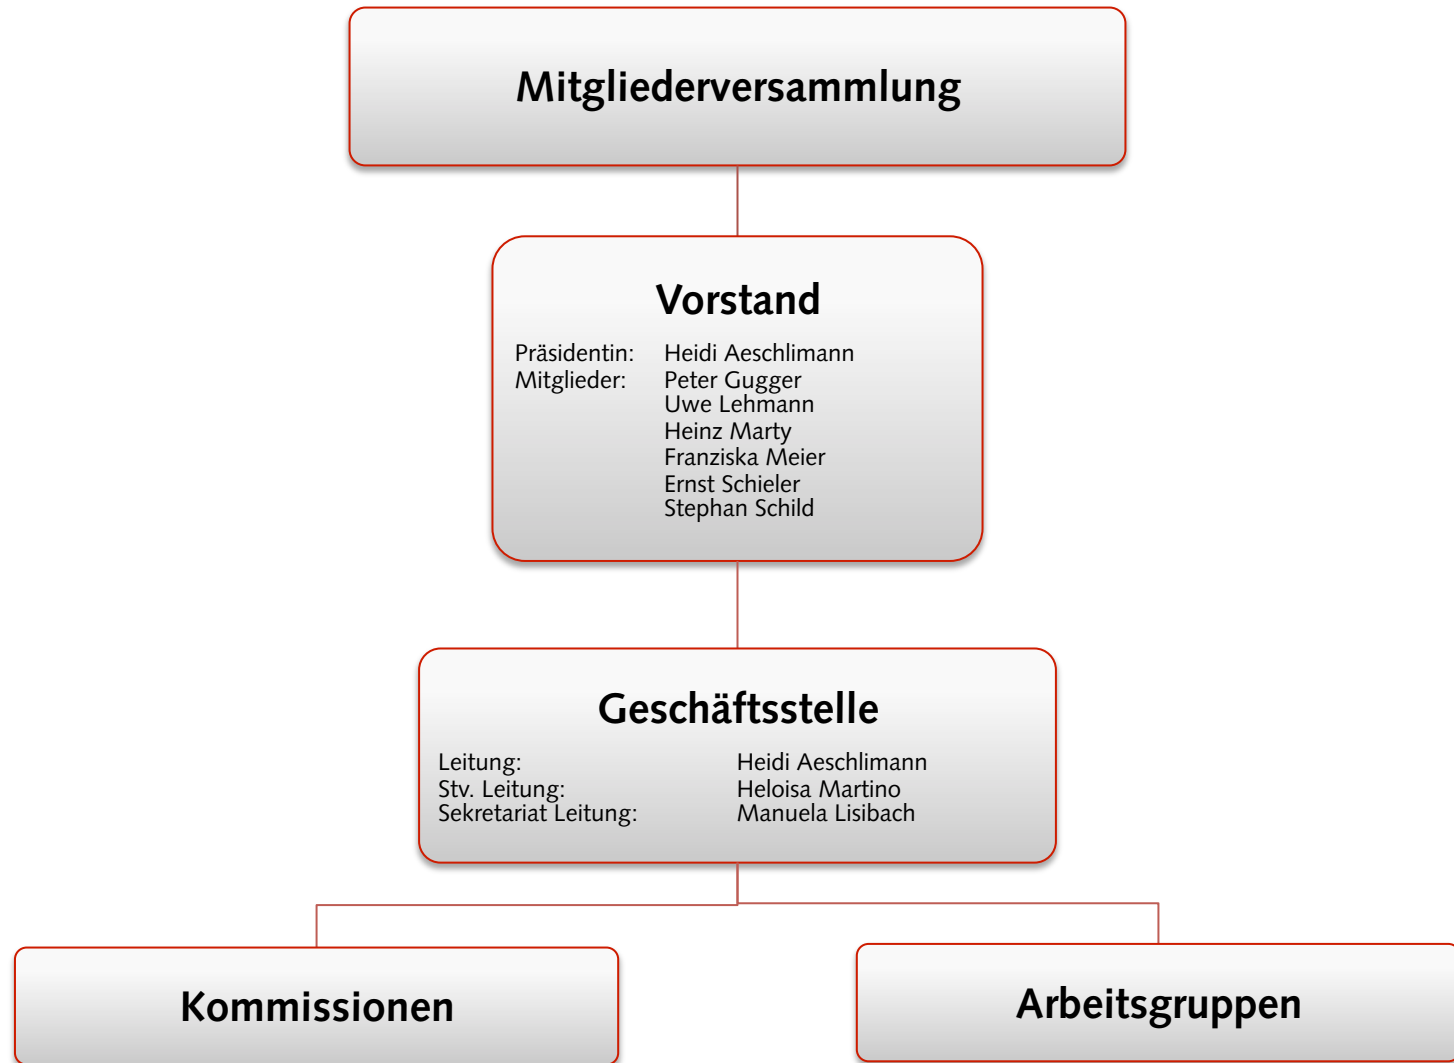 Mitgliederversammlung
Vorstand
Präsidentin: Heidi Aeschlimann
Mitglieder: Peter Gugger
Uwe Lehmann
Heinz Marty
Franziska Meier
Ernst Schieler
Stephan Schild
Geschäftsstelle
Leitung: Heidi Aeschlimann
Stv. Leitung: Heloisa Martino
Sekretariat Leitung: Manuela Lisibach
Kommissionen
Arbeitsgruppen